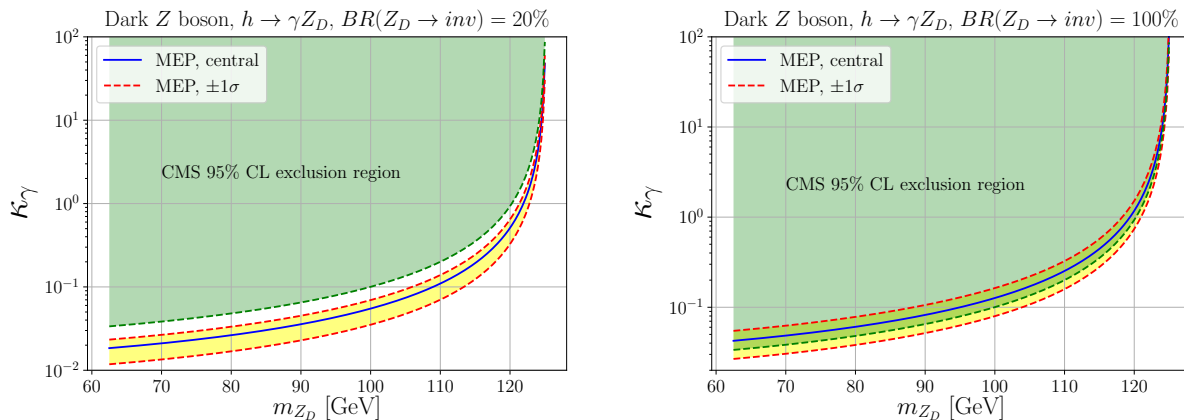 Dark Z boson, h → γZ_D, BR(Z_D → inv) = 20%
MEP, central
MEP, ±1σ
CMS 95% CL exclusion region
10^2
10^1
10^0
10^{-1}
10^{-2}
κ_γ
60 70 80 90 100 110 120
m_{Z_D} [GeV]
Dark Z boson, h → γZ_D, BR(Z_D → inv) = 100%
MEP, central
MEP, ±1σ
CMS 95% CL exclusion region
10^2
10^1
10^0
10^{-1}
κ_γ
60 70 80 90 100 110 120
m_{Z_D} [GeV]